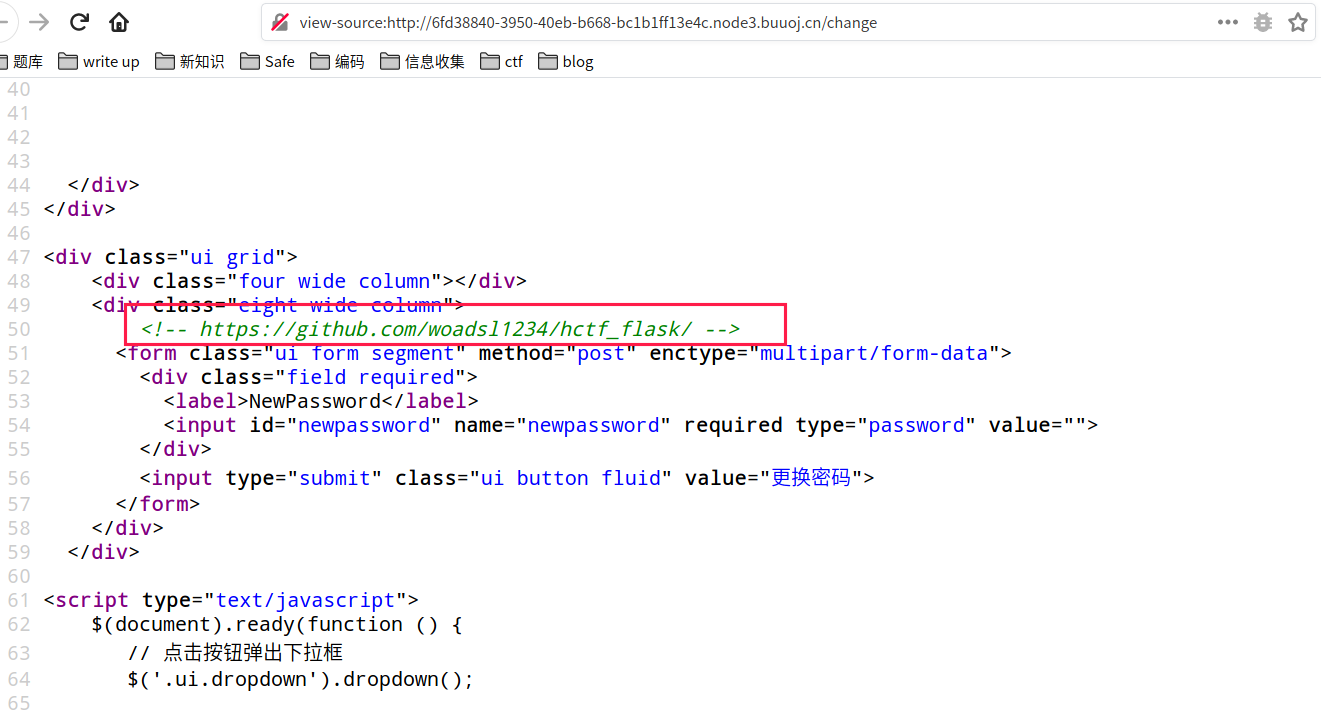 view-source:http://6fd38840-3950-40eb-b668-bc1b1ff13e4c.node3.buuoj.cn/change
题库 write up 新知识 Safe 编码 信息收集 ctf blog
40
41
42
43
44 </div>
45 </div>
46
47 <div class="ui grid">
48 <div class="four wide column"></div>
49 <div class="eight wide column">
50 <!-- https://github.com/woadsl1234/hctf_flask/ -->
51 <form class="ui form segment" method="post" enctype="multipart/form-data">
52 <div class="field required">
53 <label>NewPassword</label>
54 <input id="newpassword" name="newpassword" required type="password" value="">
55 </div>
56 <input type="submit" class="ui button fluid" value="更换密码">
57 </form>
58 </div>
59 </div>
60
61 <script type="text/javascript">
62 $(document).ready(function () {
63 // 点击按钮弹出下拉框
64 $('.ui.dropdown').dropdown();
65